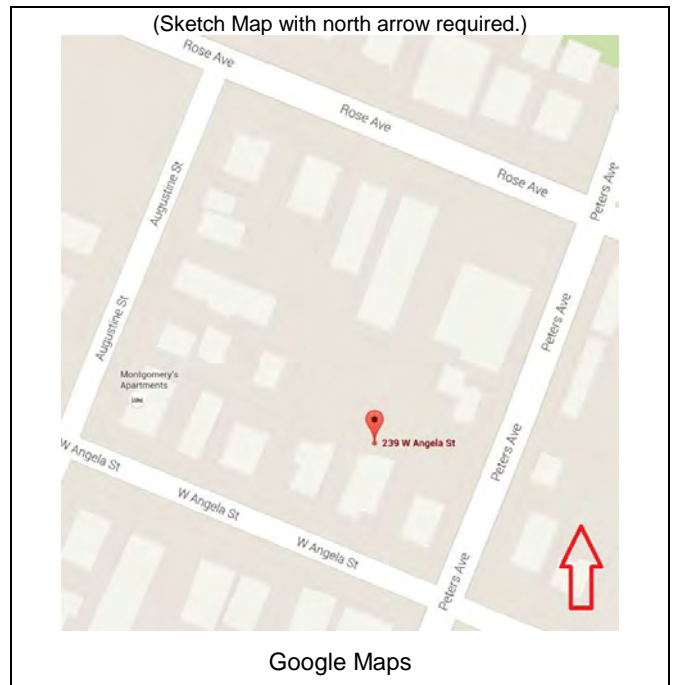 (Sketch Map with north arrow required.)
Rose Ave
Rose Ave
Rose Ave
Peters Ave
Augustine St
Augustine St
Peters Ave
Montgomery's
Apartments
239 W Angela St
W Angela St
W Angela St
W Angela St
Peters Ave
Peters Ave
Google Maps